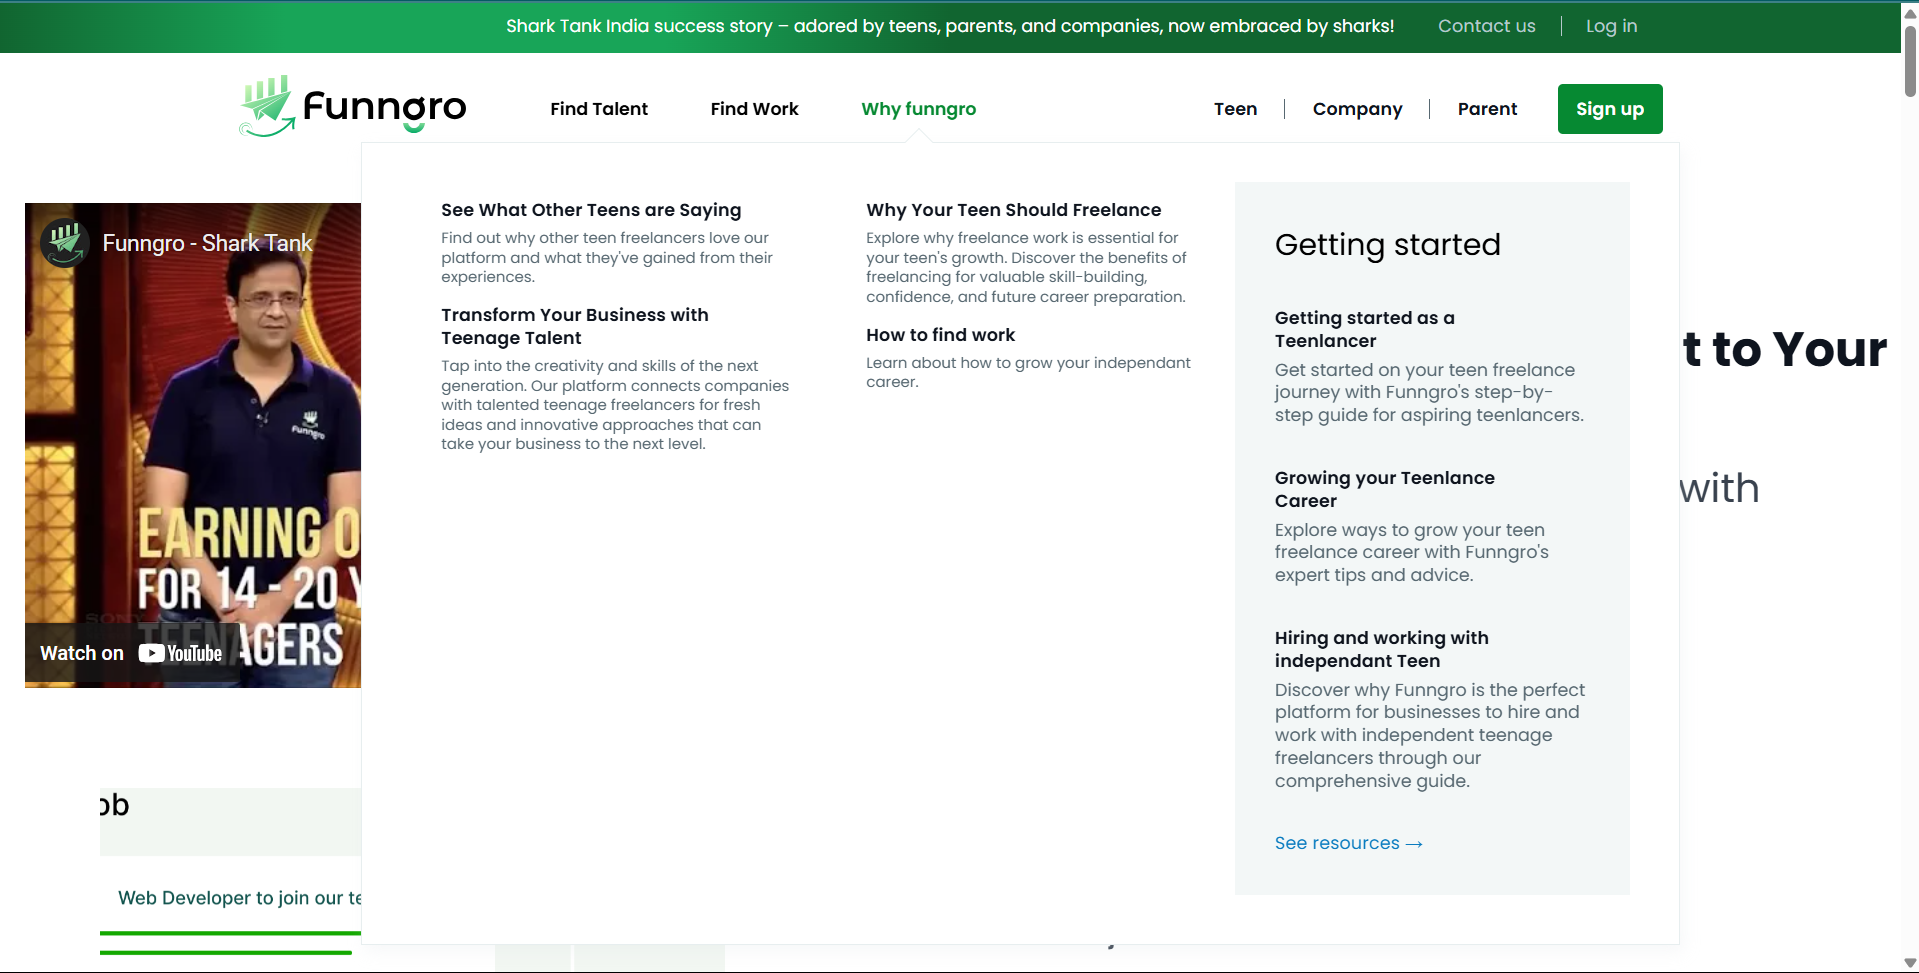 Shark Tank India success story – adored by teens, parents, and companies, now embraced by sharks!
Contact us
Log in
Funngro
Find Talent
Find Work
Why funngro
Teen
Company
Parent
Sign up
Funngro - Shark Tank
Funngro
EARNING O
FOR 14 - 20 Y
SONY
TEENAGERS
Watch on YouTube
See What Other Teens are Saying
Find out why other teen freelancers love our
platform and what they've gained from their
experiences.
Transform Your Business with
Teenage Talent
Tap into the creativity and skills of the next
generation. Our platform connects companies
with talented teenage freelancers for fresh
ideas and innovative approaches that can
take your business to the next level.
Why Your Teen Should Freelance
Explore why freelance work is essential for
your teen's growth. Discover the benefits of
freelancing for valuable skill-building,
confidence, and future career preparation.
How to find work
Learn about how to grow your independant
career.
Getting started
Getting started as a
Teenlancer
Get started on your teen freelance
journey with Funngro's step-by-
step guide for aspiring teenlancers.
Growing your Teenlance
Career
Explore ways to grow your teen
freelance career with Funngro's
expert tips and advice.
Hiring and working with
independant Teen
Discover why Funngro is the perfect
platform for businesses to hire and
work with independent teenage
freelancers through our
comprehensive guide.
See resources →
t to Your
with
ob
Web Developer to join our te